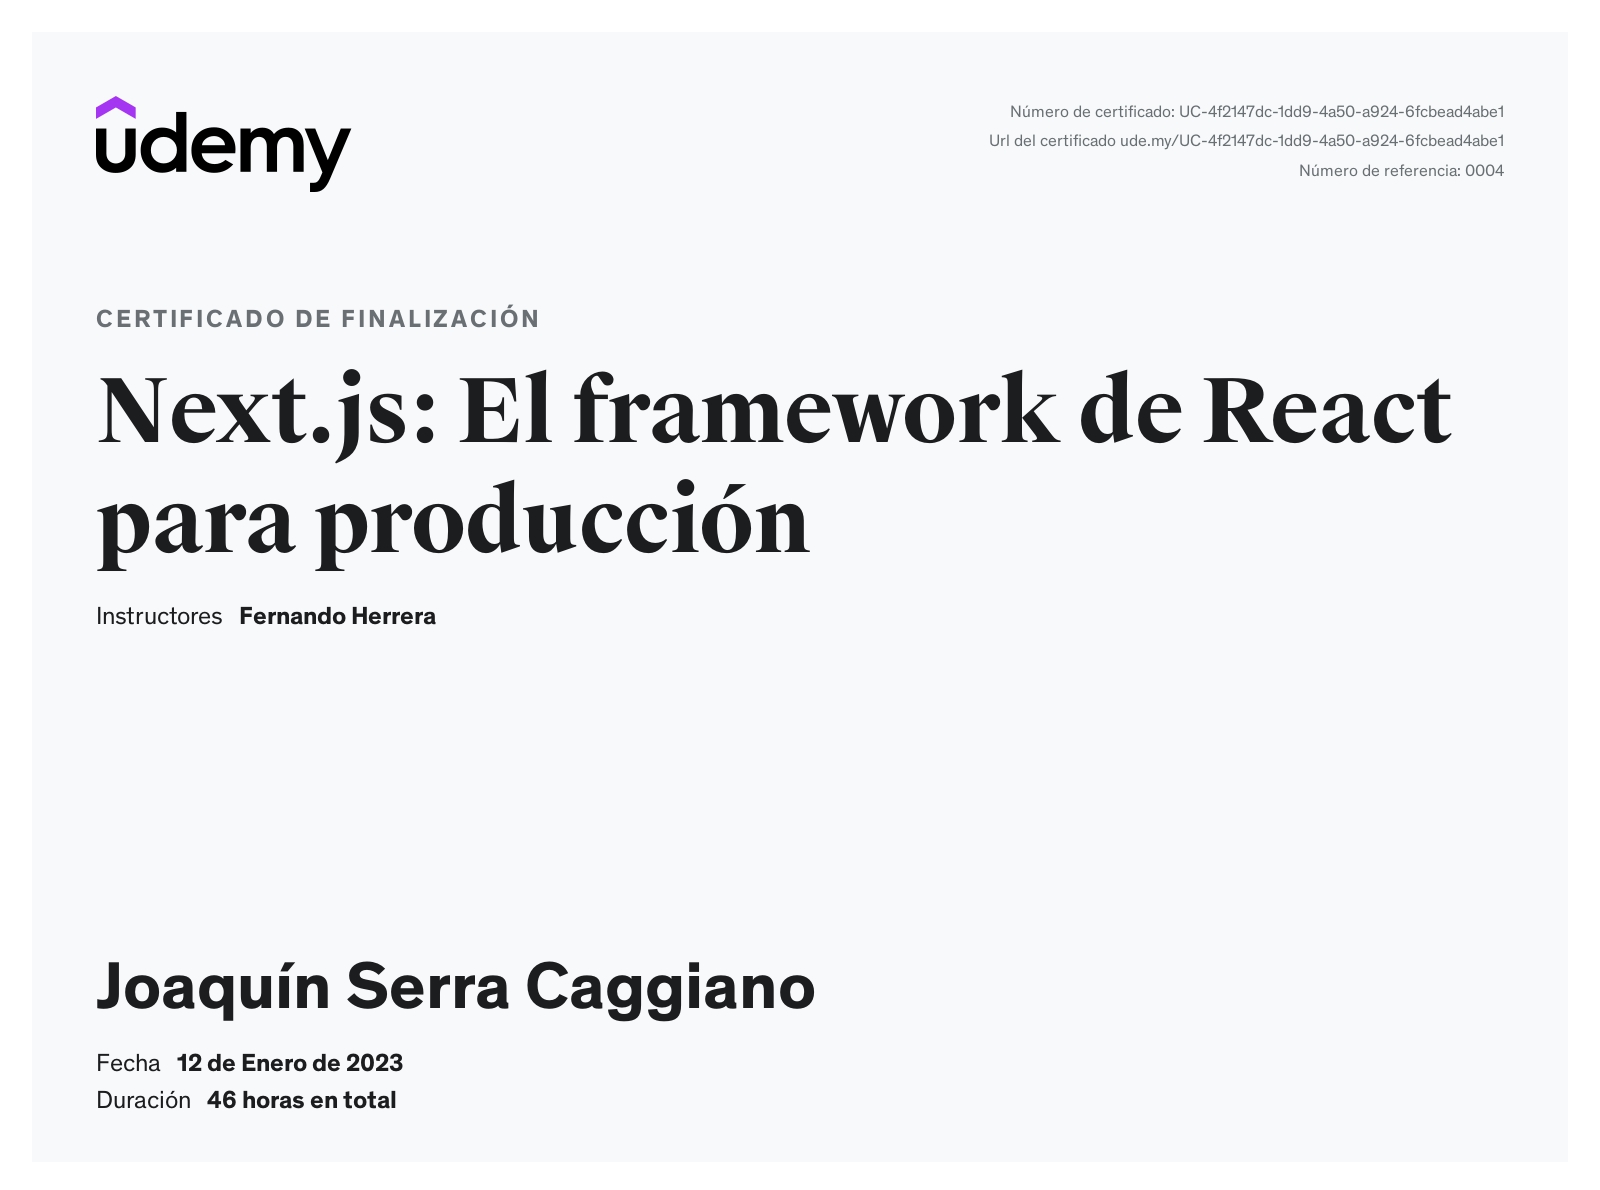 udemy
Número de certificado: UC-4f2147dc-1dd9-4a50-a924-6fcbead4abe1
Url del certificado ude.my/UC-4f2147dc-1dd9-4a50-a924-6fcbead4abe1
Número de referencia: 0004
CERTIFICADO DE FINALIZACIÓN
Next.js: El framework de React
para producción
Instructores Fernando Herrera
Joaquín Serra Caggiano
Fecha 12 de Enero de 2023
Duración 46 horas en total